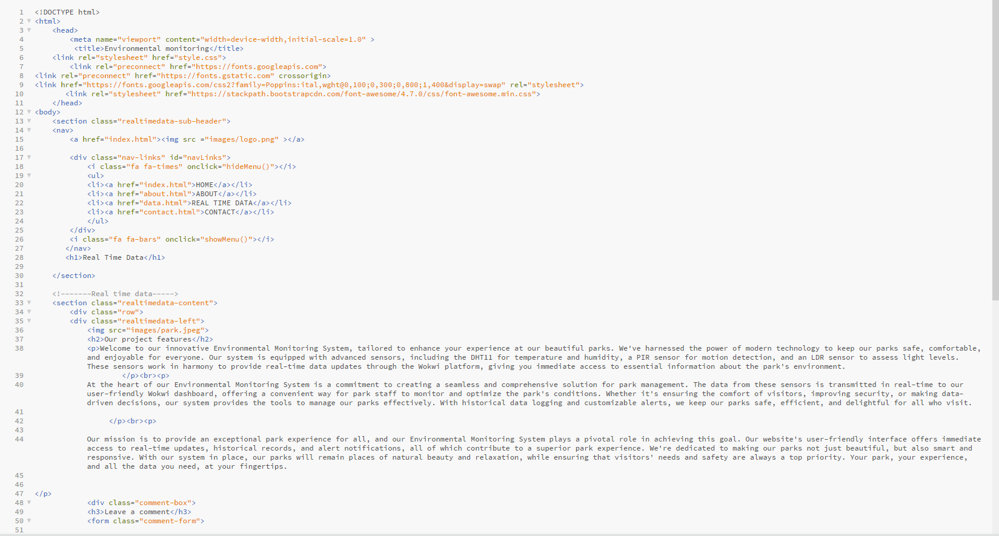 1 <!DOCTYPE html>
2 <html>
3 <head>
4 <meta name="viewport" content="width=device-width,initial-scale=1.0" >
5 <title>Environmental monitoring</title>
6 <link rel="stylesheet" href="style.css">
7 <link rel="preconnect" href="https://fonts.googleapis.com">
8 <link rel="preconnect" href="https://fonts.gstatic.com" crossorigin>
9 <link href="https://fonts.googleapis.com/css2?family=Poppins:ital,wght@0,100;0,300;0,800;1,400&display=swap" rel="stylesheet">
10 <link rel="stylesheet" href="https://stackpath.bootstrapcdn.com/font-awesome/4.7.0/css/font-awesome.min.css">
11 </head>
12 <body>
13 <section class="realtimedata-sub-header">
14 <nav>
15 <a href="index.html"><img src ="images/logo.png" ></a>
16
17 <div class="nav-links" id="navLinks">
18 <i class="fa fa-times" onclick="hideMenu()"></i>
19 <ul>
20 <li><a href="index.html">HOME</a></li>
21 <li><a href="about.html">ABOUT</a></li>
22 <li><a href="data.html">REAL TIME DATA</a></li>
23 <li><a href="contact.html">CONTACT</a></li>
24 </ul>
25 </div>
26 <i class="fa fa-bars" onclick="showMenu()"></i>
27 </nav>
28 <h1>Real Time Data</h1>
29
30 </section>
31
32 <!-------Real time data----->
33 <section class="realtimedata-content">
34 <div class="row">
35 <div class="realtimedata-left">
36 <img src="images/park.jpeg">
37 <h2>Our project features</h2>
38 <p>Welcome to our innovative Environmental Monitoring System, tailored to enhance your experience at our beautiful parks. We've harnessed the power of modern technology to keep our parks safe, comfortable,
and enjoyable for everyone. Our system is equipped with advanced sensors, including the DHT11 for temperature and humidity, a PIR sensor for motion detection, and an LDR sensor to assess light levels.
These sensors work in harmony to provide real-time data updates through the Wokwi platform, giving you immediate access to essential information about the park's environment.
39 </p><br><p>
40 At the heart of our Environmental Monitoring System is a commitment to creating a seamless and comprehensive solution for park management. The data from these sensors is transmitted in real-time to our
user-friendly Wokwi dashboard, offering a convenient way for park staff to monitor and optimize the park's conditions. Whether it's ensuring the comfort of visitors, improving security, or making data-
driven decisions, our system provides the tools to manage our parks effectively. With historical data logging and customizable alerts, we keep our parks safe, efficient, and delightful for all who visit.
41
42 </p><br><p>
43
44 Our mission is to provide an exceptional park experience for all, and our Environmental Monitoring System plays a pivotal role in achieving this goal. Our website's user-friendly interface offers immediate
access to real-time updates, historical records, and alert notifications, all of which contribute to a superior park experience. We're dedicated to making our parks not just beautiful, but also smart and
responsive. With our system in place, our parks will remain places of natural beauty and relaxation, while ensuring that visitors' needs and safety are always a top priority. Your park, your experience,
and all the data you need, at your fingertips.
45
46
47 </p>
48 <div class="comment-box">
49 <h3>Leave a comment</h3>
50 <form class="comment-form">
51